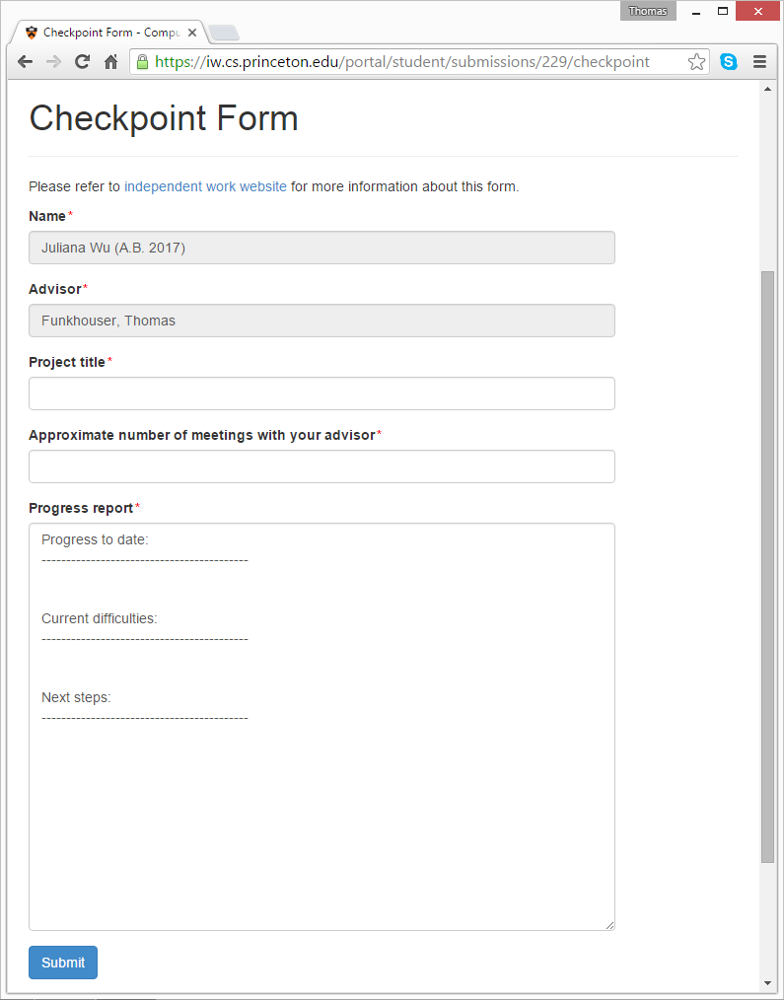 Thomas
Checkpoint Form - Compu
https://iw.cs.princeton.edu/portal/student/submissions/229/checkpoint
Checkpoint Form
Please refer to independent work website for more information about this form.
Name*
Juliana Wu (A.B. 2017)
Advisor*
Funkhouser, Thomas
Project title*
Approximate number of meetings with your advisor*
Progress report*
Progress to date:
------------------------------------------
Current difficulties:
------------------------------------------
Next steps:
------------------------------------------
Submit